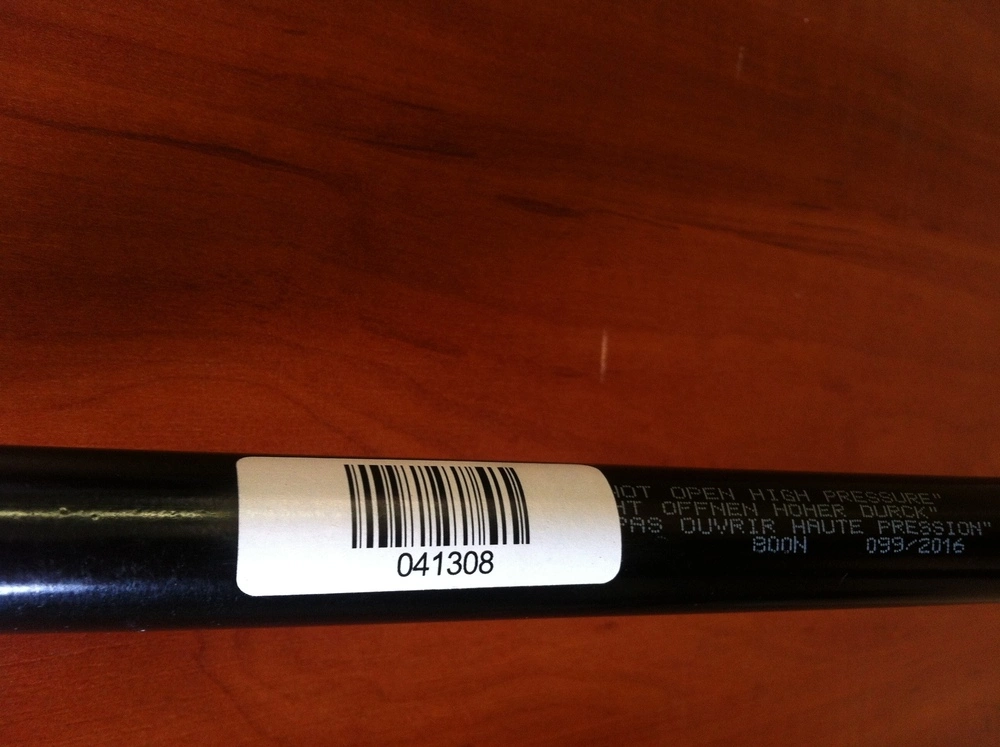 041308
NOT OPEN HIGH PRESSURE"
HT OFFNEN HOHER DURCK"
PAS OUVRIR HAUTE PRESSION"
800N 099/2016